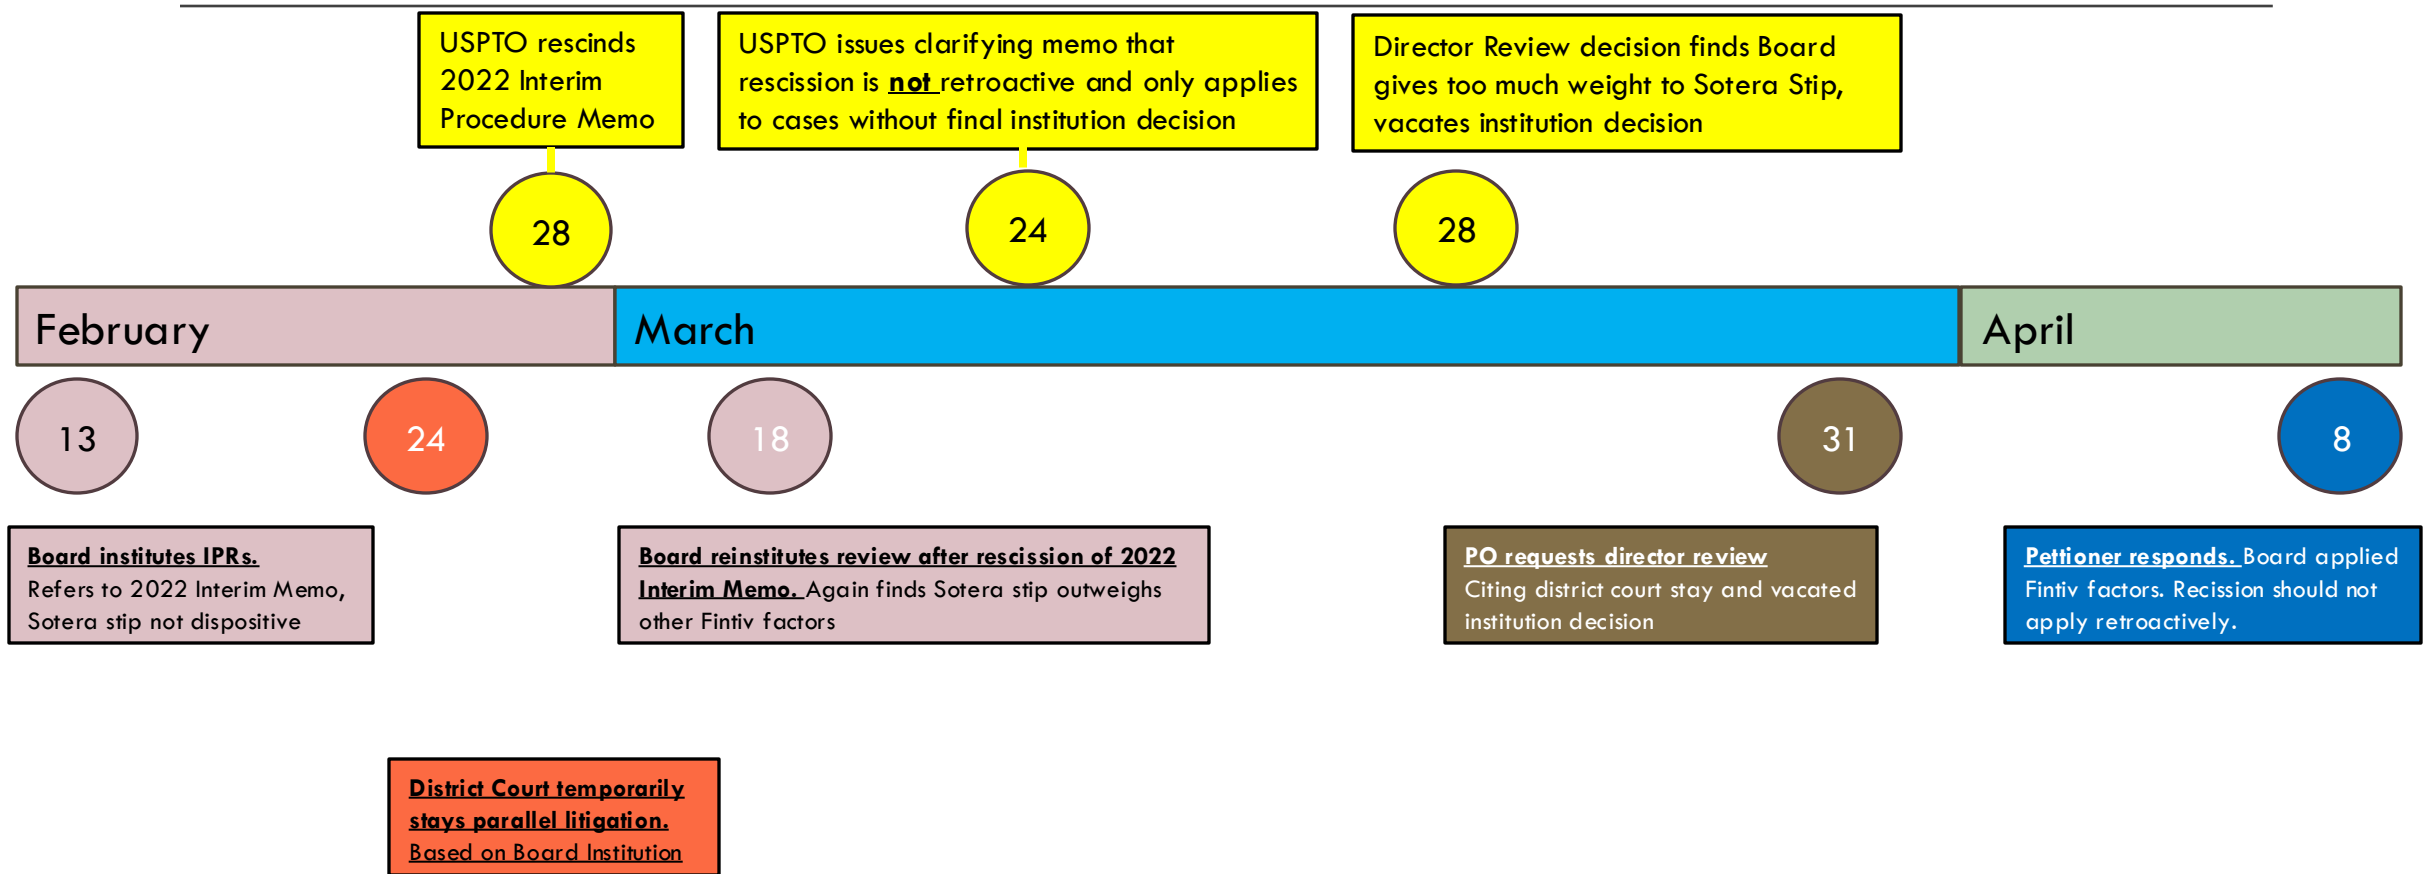 USPTO rescinds
2022 Interim
Procedure Memo
USPTO issues clarifying memo that
rescission is not retroactive and only applies
to cases without final institution decision
Director Review decision finds Board
gives too much weight to Sotera Stip,
vacates institution decision
28
24
28
February
March
April
13
24
18
31
8
Board institutes IPRs.
Refers to 2022 Interim Memo,
Sotera stip not dispositive
Board reinstitutes review after rescission of 2022
Interim Memo. Again finds Sotera stip outweighs
other Fintiv factors
PO requests director review
Citing district court stay and vacated
institution decision
Pettioner responds. Board applied
Fintiv factors. Recission should not
apply retroactively.
District Court temporarily
stays parallel litigation.
Based on Board Institution